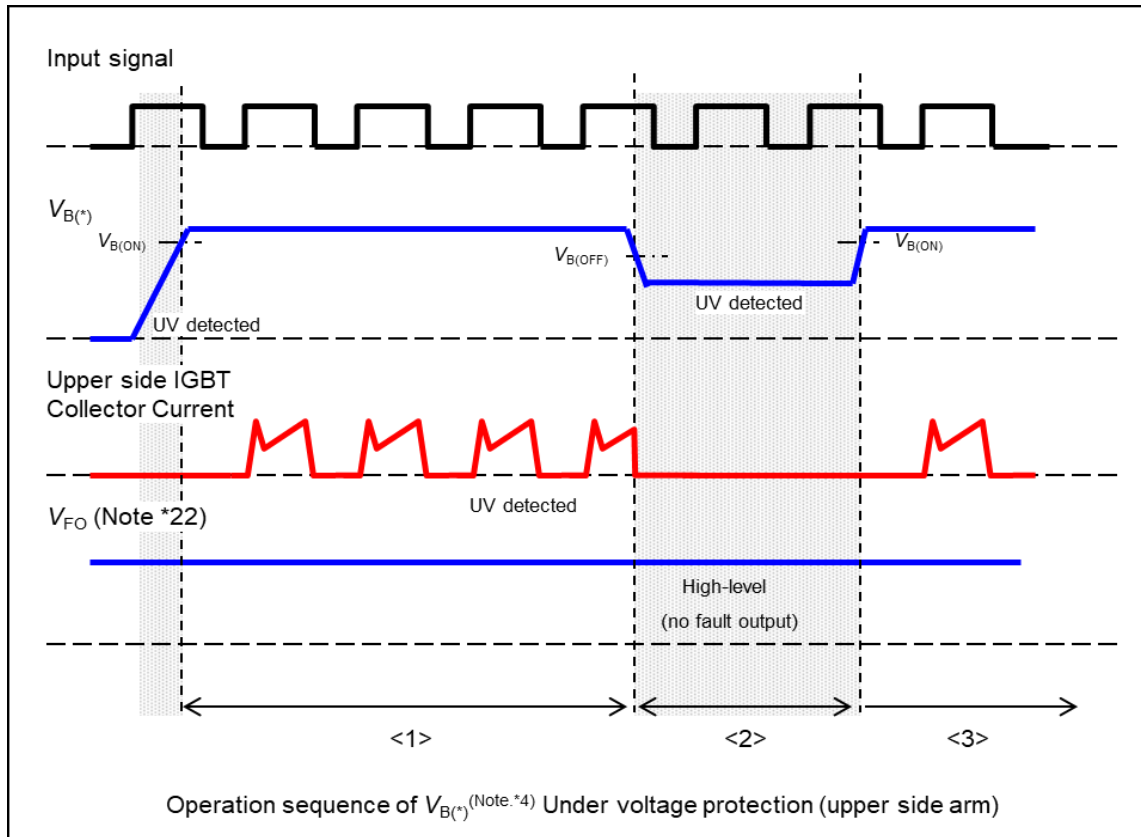 Input signal
VB(*)
VB(ON)
VB(OFF)
VB(ON)
UV detected
UV detected
Upper side IGBT
Collector Current
UV detected
VFO (Note *22)
High-level
(no fault output)
<1>
<2>
<3>
Operation sequence of VB(*)(Note.*4) Under voltage protection (upper side arm)